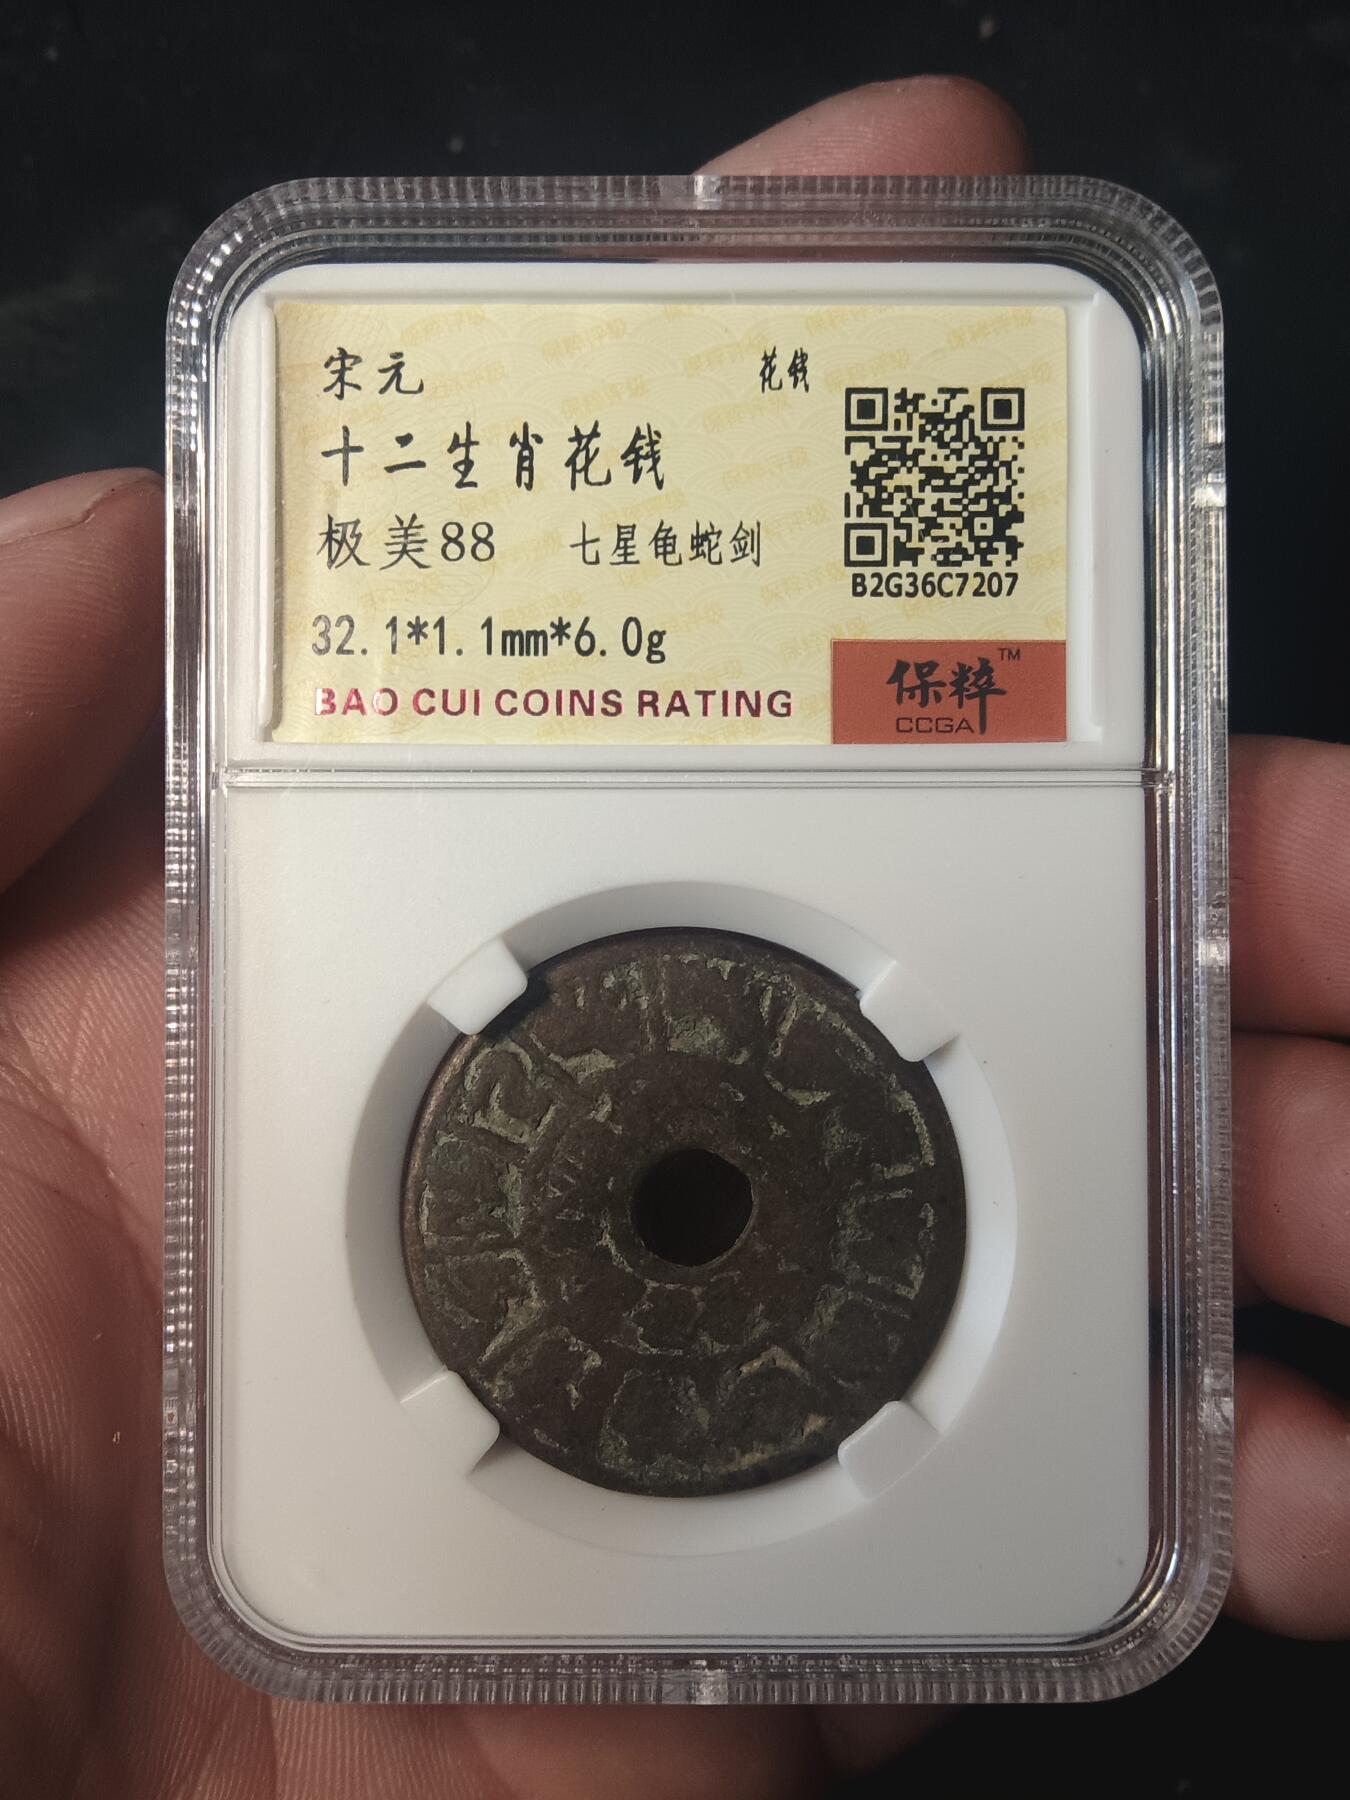 宋元 花钱
十二生肖花钱
极美88 七星龟蛇剑
B2G36C7207
32.1*1.1mm*6.0g
BAO CUI COINS RATING
保粹™
CCGA